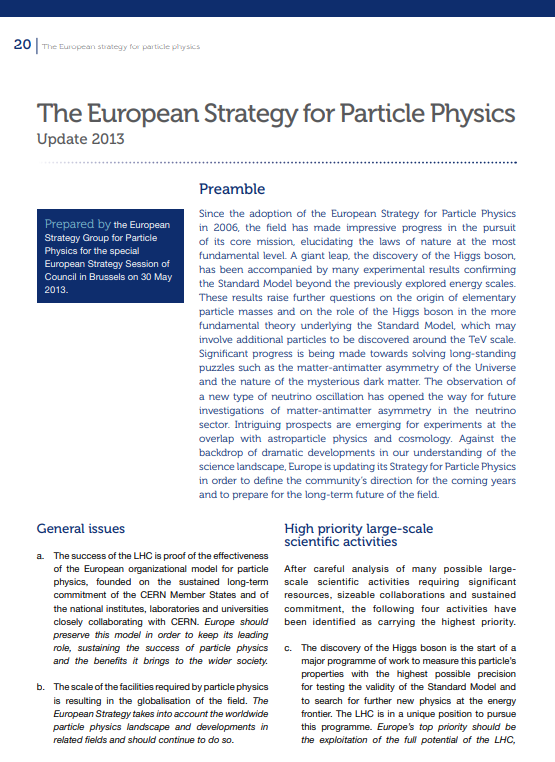 20 | The European strategy for particle physics
The European Strategy for Particle Physics
Update 2013
Prepared by the European
Strategy Group for Particle
Physics for the special
European Strategy Session of
Council in Brussels on 30 May
2013.
Preamble
Since the adoption of the European Strategy for Particle Physics
in 2006, the field has made impressive progress in the pursuit
of its core mission, elucidating the laws of nature at the most
fundamental level. A giant leap, the discovery of the Higgs boson,
has been accompanied by many experimental results confirming
the Standard Model beyond the previously explored energy scales.
These results raise further questions on the origin of elementary
particle masses and on the role of the Higgs boson in the more
fundamental theory underlying the Standard Model, which may
involve additional particles to be discovered around the TeV scale.
Significant progress is being made towards solving long-standing
puzzles such as the matter-antimatter asymmetry of the Universe
and the nature of the mysterious dark matter. The observation of
a new type of neutrino oscillation has opened the way for future
investigations of matter-antimatter asymmetry in the neutrino
sector. Intriguing prospects are emerging for experiments at the
overlap with astroparticle physics and cosmology. Against the
backdrop of dramatic developments in our understanding of the
science landscape, Europe is updating its Strategy for Particle Physics
in order to define the community's direction for the coming years
and to prepare for the long-term future of the field.
General issues
a. The success of the LHC is proof of the effectiveness
of the European organizational model for particle
physics, founded on the sustained long-term
commitment of the CERN Member States and of
the national institutes, laboratories and universities
closely collaborating with CERN. Europe should
preserve this model in order to keep its leading
role, sustaining the success of particle physics
and the benefits it brings to the wider society.
b. The scale of the facilities required by particle physics
is resulting in the globalisation of the field. The
European Strategy takes into account the worldwide
particle physics landscape and developments in
related fields and should continue to do so.
High priority large-scale
scientific activities
After careful analysis of many possible large-
scale scientific activities requiring significant
resources, sizeable collaborations and sustained
commitment, the following four activities have
been identified as carrying the highest priority.
c. The discovery of the Higgs boson is the start of a
major programme of work to measure this particle's
properties with the highest possible precision
for testing the validity of the Standard Model and
to search for further new physics at the energy
frontier. The LHC is in a unique position to pursue
this programme. Europe's top priority should be
the exploitation of the full potential of the LHC,